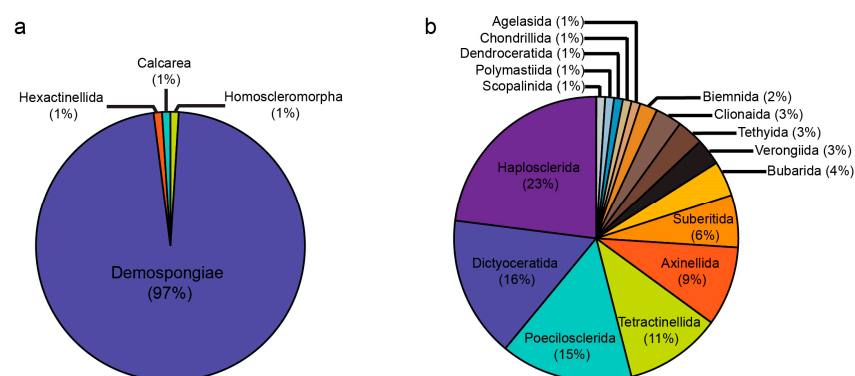 a
Calcarea
(1%)
Hexactinellida
(1%)
Homoscleromorpha
(1%)
Demospongiae
(97%)
b
Agelasida (1%)
Chondrillida (1%)
Dendroceratida (1%)
Polymastiida (1%)
Scopalinida (1%)
Biemnida (2%)
Clionaida (3%)
Tethyida (3%)
Verongiida (3%)
Bubarida (4%)
Haplosclerida
(23%)
Suberitida
(6%)
Dictyoceratida
(16%)
Axinellida
(9%)
Tetractinellida
(11%)
Poecilosclerida
(15%)